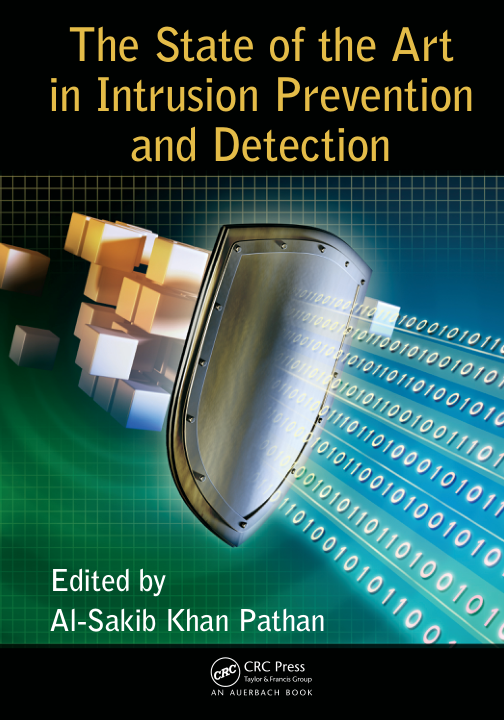 The State of the Art
in Intrusion Prevention
and Detection
Edited by
Al-Sakib Khan Pathan
CRC
CRC Press
Taylor & Francis Group
AN AUERBACH BOOK